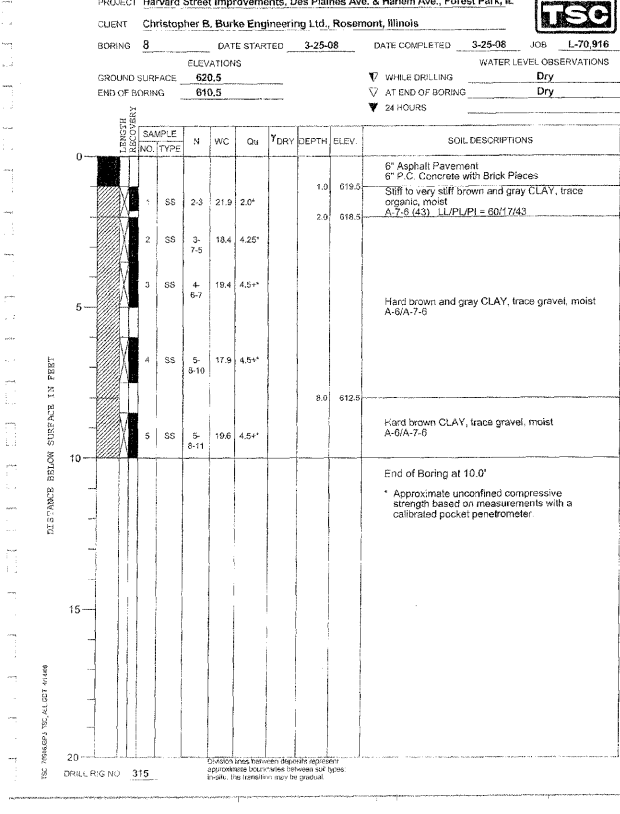 PROJECT Harvard Street Improvements, Des Plaines Ave. & Harlem Ave., Forest Park, IL
TSC
CLIENT Christopher B. Burke Engineering Ltd., Rosemont, Illinois
BORING 8 DATE STARTED 3-25-08 DATE COMPLETED 3-25-08 JOB L-70,916
ELEVATIONS WATER LEVEL OBSERVATIONS
GROUND SURFACE 620.5 ▽ WHILE DRILLING Dry
END OF BORING 610.5 ▽ AT END OF BORING Dry
▼ 24 HOURS
LENGTH
RECOVERY
SAMPLE
NO. TYPE N WC Qu γDRY DEPTH ELEV. SOIL DESCRIPTIONS
0
6" Asphalt Pavement
6" P.C. Concrete with Brick Pieces
1.0 619.5
1 SS 2-3 21.9 2.0* Stiff to very stiff brown and gray CLAY, trace
organic, moist
A-7-6 (43) LL/PL/PI = 60/17/43
2.0 618.5
2 SS 3- 18.4 4.25*
7-5
3 SS 4- 19.4 4.5+*
6-7
5
Hard brown and gray CLAY, trace gravel, moist
A-6/A-7-6
4 SS 5- 17.9 4.5+*
8-10
8.0 612.5
Hard brown CLAY, trace gravel, moist
A-6/A-7-6
5 SS 5- 19.6 4.5+*
8-11
10
End of Boring at 10.0'
* Approximate unconfined compressive
strength based on measurements with a
calibrated pocket penetrometer.
15
20
DISTANCE BELOW SURFACE IN FEET
DRILL RIG NO 315
Division lines between deposits represent
approximate boundaries between soil types;
in-situ, the transition may be gradual.